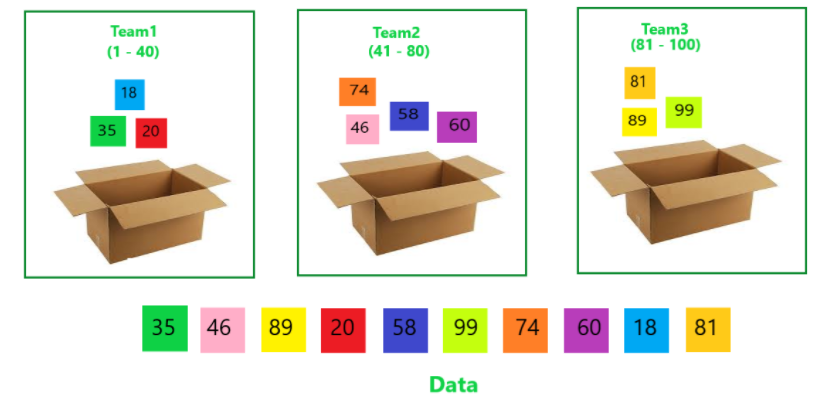 Team1
(1 - 40)
18
35 20
Team2
(41 - 80)
74
58
46 60
Team3
(81 - 100)
81
99
89
35 46 89 20 58 99 74 60 18 81
Data